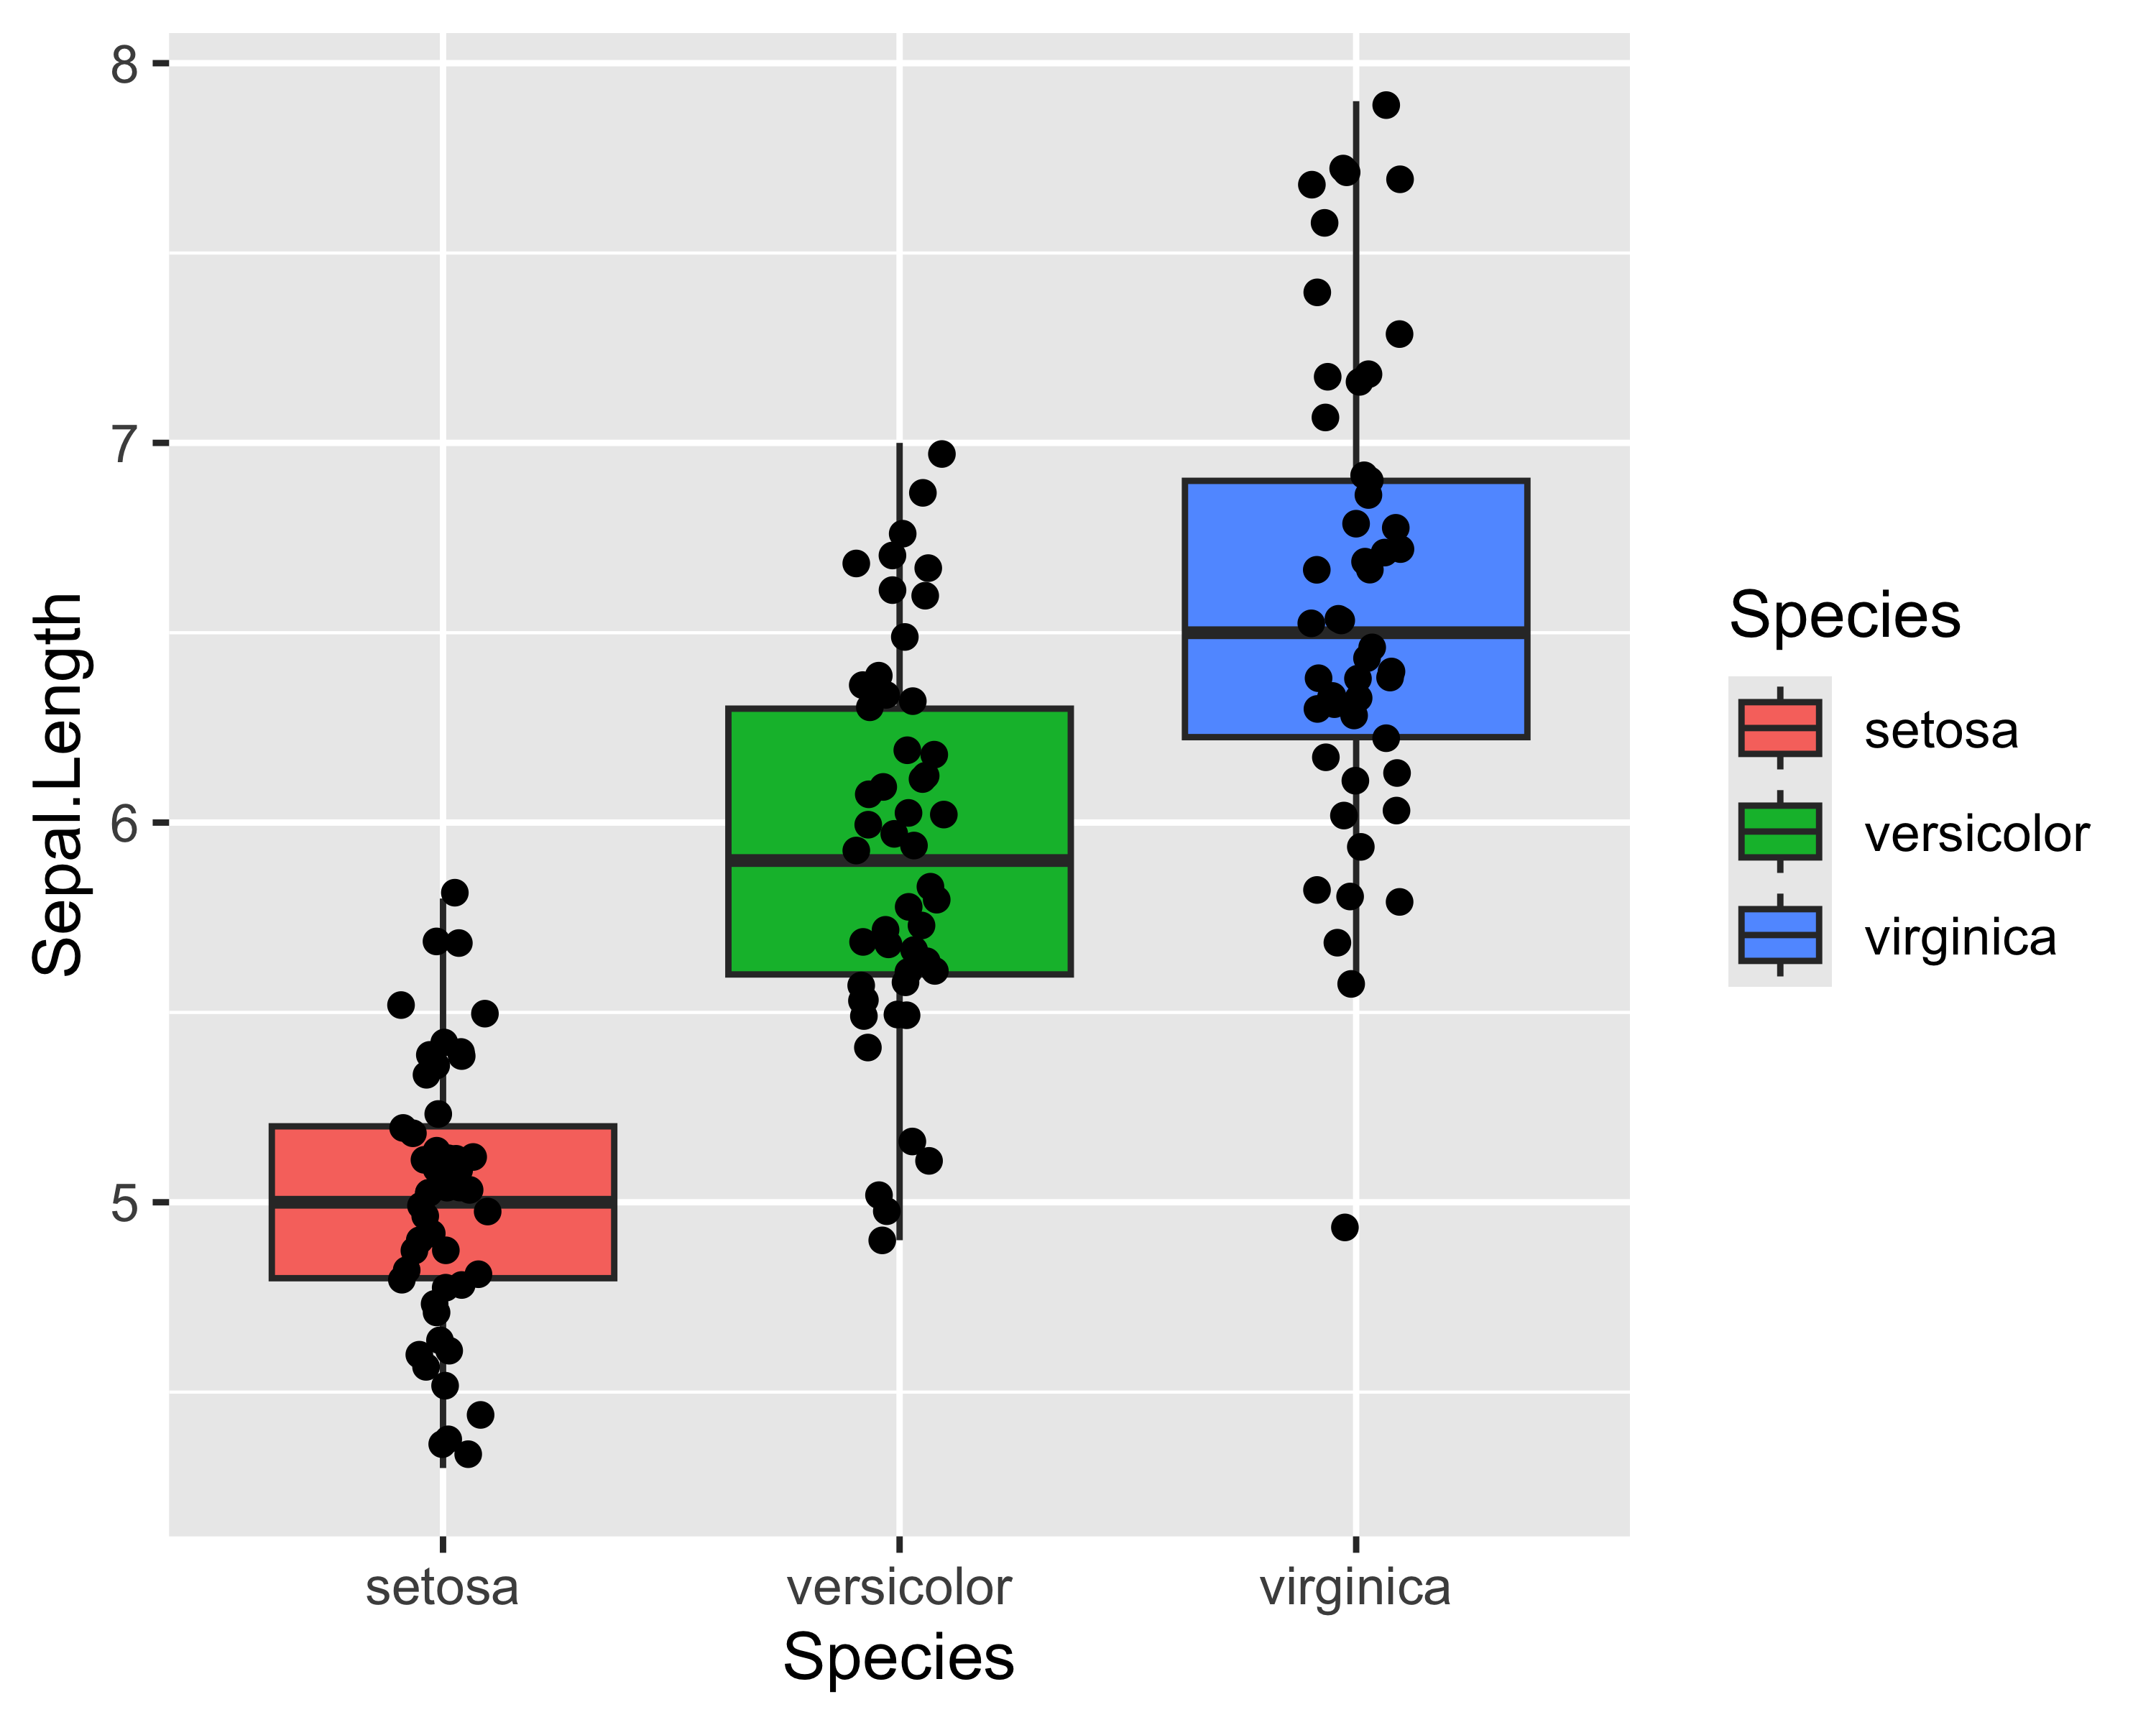 Sepal.Length
8
7
6
5
setosa versicolor virginica
Species
Species
setosa
versicolor
virginica